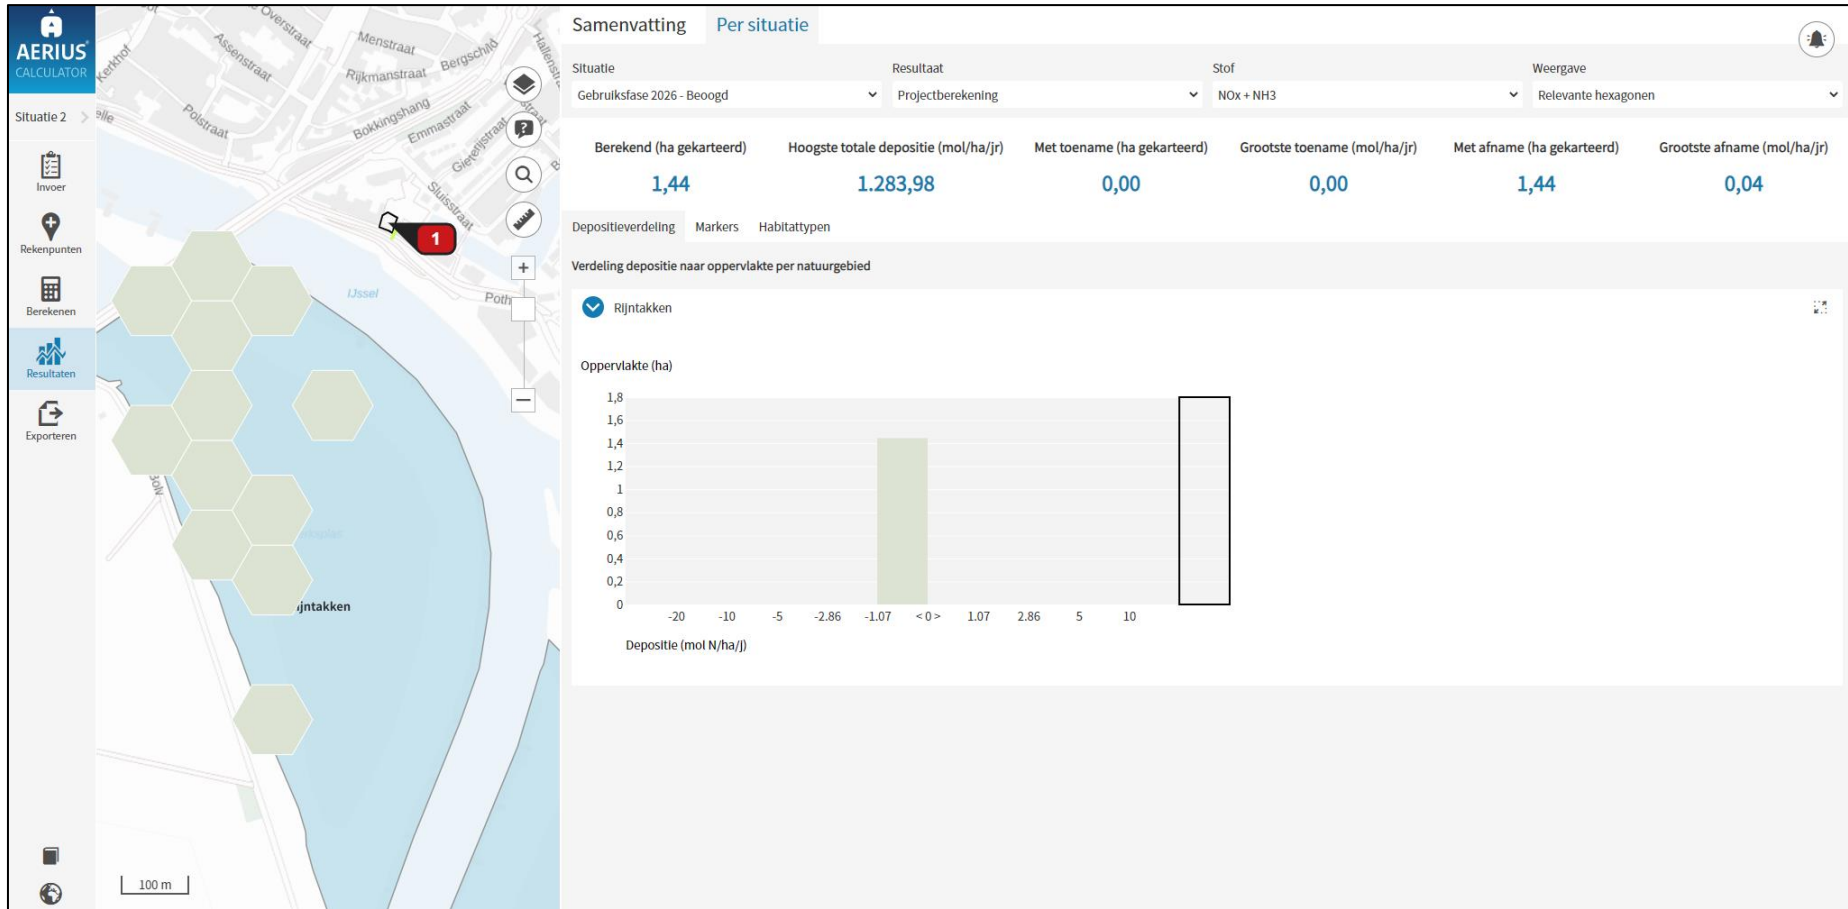 AERIUS
CALCULATOR
Situatie 2
Invoer
Rekenpunten
Berekenen
Resultaten
Exporteren
Overstraat
Assenstraat
Menstraat
Rijkmanstraat
Bergschild
Kerkhof
Polstraat
Bokkingshang
Emmastraat
Sluisstraat
1
IJssel
Poth
ijntakken
100 m
Samenvatting Per situatie
Situatie Resultaat Stof Weergave
Gebruiksfase 2026 - Beoogd Projectberekening NOx + NH3 Relevante hexagonen
Berekend (ha gekarteerd) Hoogste totale depositie (mol/ha/jr) Met toename (ha gekarteerd) Grootste toename (mol/ha/jr) Met afname (ha gekarteerd) Grootste afname (mol/ha/jr)
1,44 1.283,98 0,00 0,00 1,44 0,04
Depositieverdeling Markers Habitattypen
Verdeling depositie naar oppervlakte per natuurgebied
Rijntakken
Oppervlakte (ha)
1,8
1,6
1,4
1,2
1
0,8
0,6
0,4
0,2
0
-20 -10 -5 -2.86 -1.07 < 0 > 1.07 2.86 5 10
Depositie (mol N/ha/j)